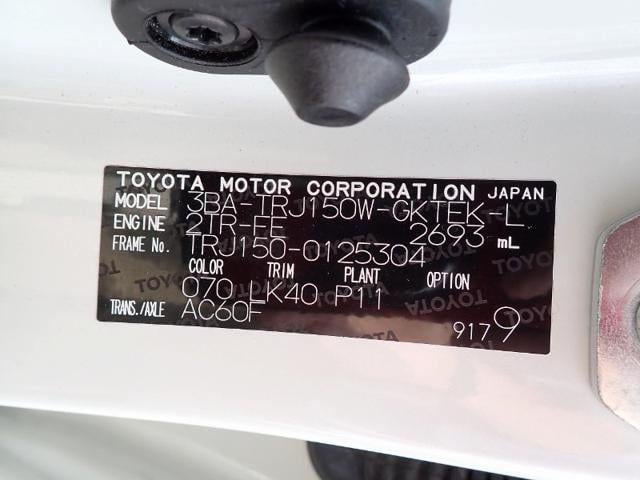 TOYOTA MOTOR CORPORATION JAPAN
MODEL 3BA-TRJ150W-GKTEK-L
ENGINE 2TR-FE 2693 mL
FRAME No. TRJ150-0125304
COLOR TRIM PLANT OPTION
070 LK40 P11
TRANS./AXLE AC60F
9179